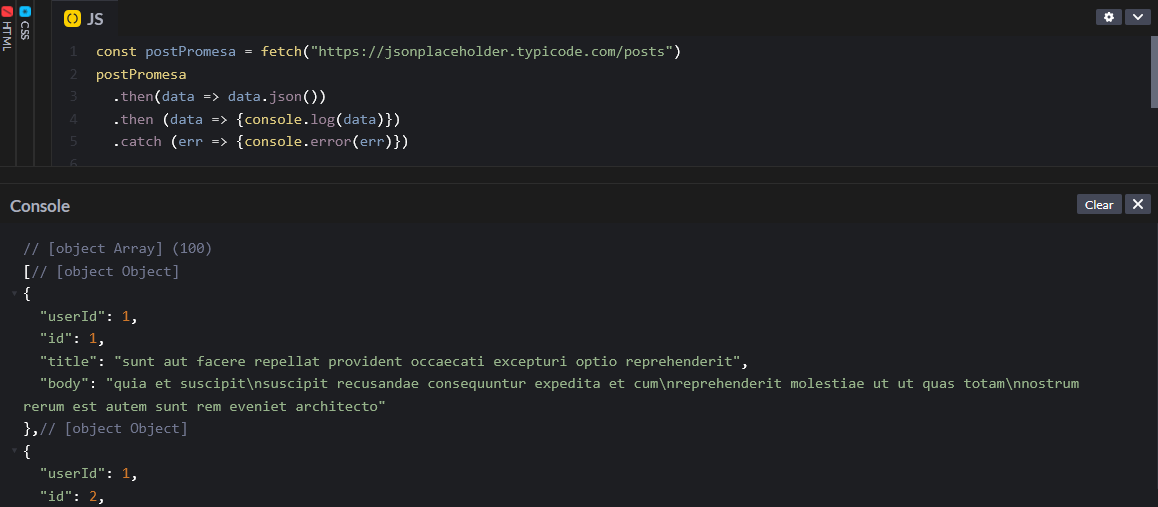 HTML
CSS
JS
1 const postPromesa = fetch("https://jsonplaceholder.typicode.com/posts")
2 postPromesa
3 .then(data => data.json())
4 .then (data => {console.log(data)})
5 .catch (err => {console.error(err)})
6
Console
Clear
// [object Array] (100)
[// [object Object]
{
"userId": 1,
"id": 1,
"title": "sunt aut facere repellat provident occaecati excepturi optio reprehenderit",
"body": "quia et suscipit\nsuscipit recusandae consequuntur expedita et cum\nreprehenderit molestiae ut ut quas totam\nnostrum
rerum est autem sunt rem eveniet architecto"
},// [object Object]
{
"userId": 1,
"id": 2,